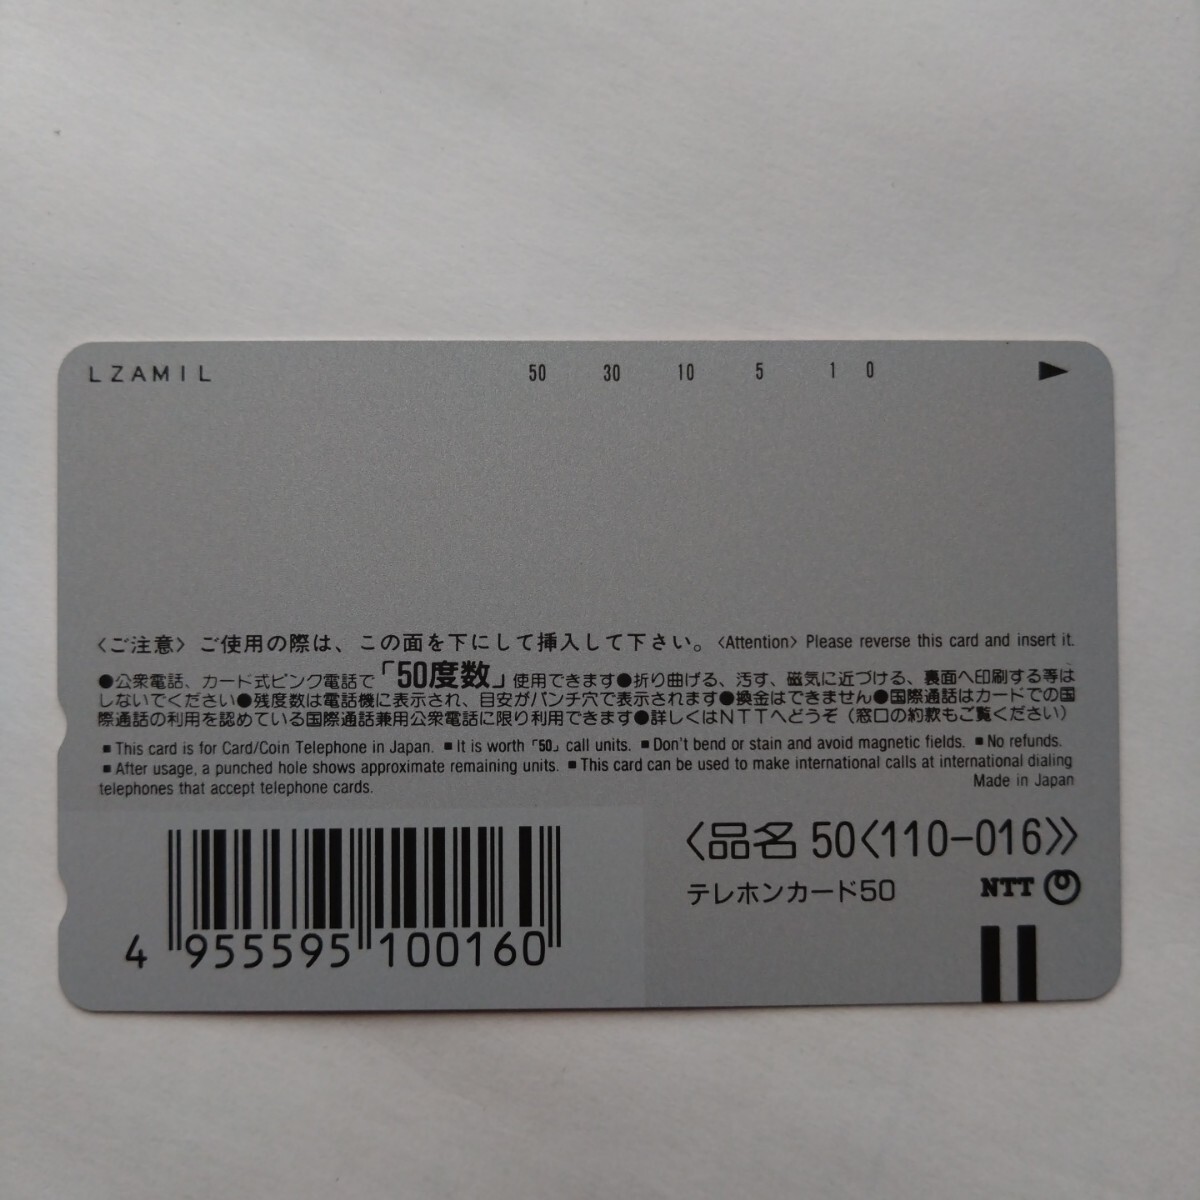 LZAMIL 50 30 10 5 1 0
〈ご注意〉ご使用の際は、この面を下にして挿入して下さい。〈Attention〉 Please reverse this card and insert it.
●公衆電話、カード式ピンク電話で「50度数」使用できます●折り曲げる、汚す、磁気に近づける、裏面へ印刷する等は
しないでください●残度数は電話機に表示され、目安がパンチ穴で表示されます●換金はできません●国際通話はカードでの国
際通話の利用を認めている国際通話兼用公衆電話に限り利用できます●詳しくはNTTへどうぞ（窓口の約款もご覧ください）
■ This card is for Card/Coin Telephone in Japan. ■ It is worth「50」call units. ■ Don't bend or stain and avoid magnetic fields. ■ No refunds.
■ After usage, a punched hole shows approximate remaining units. ■ This card can be used to make international calls at international dialing
telephones that accept telephone cards. Made in Japan
〈品名 50〈110-016〉〉
テレホンカード50 NTT
4 955595 100160